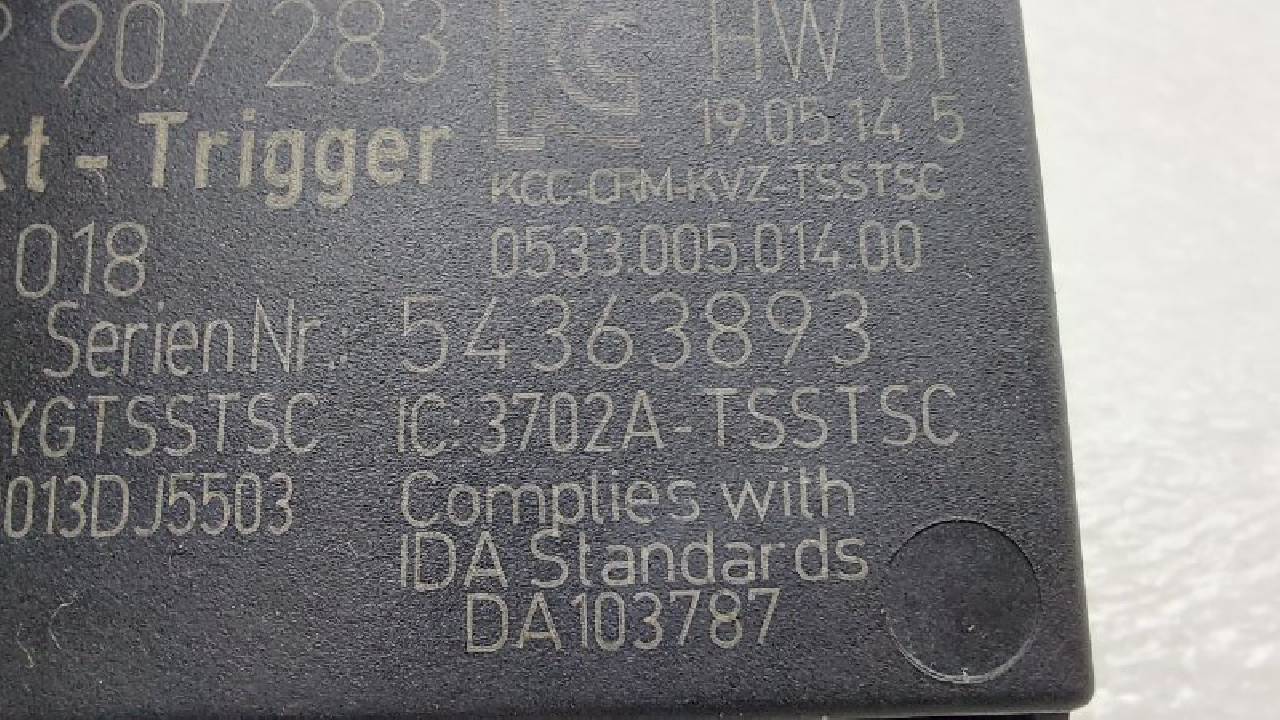 907 283 HW 01
19.05.14 5
kt - Trigger
KCC-CRM-KVZ-TSSTSC
018 0533.005.014.00
Serien Nr.: 54363893
YGTSSTSC IC: 3702A-TSSTSC
013DJ5503 Complies with
IDA Standards
DA103787